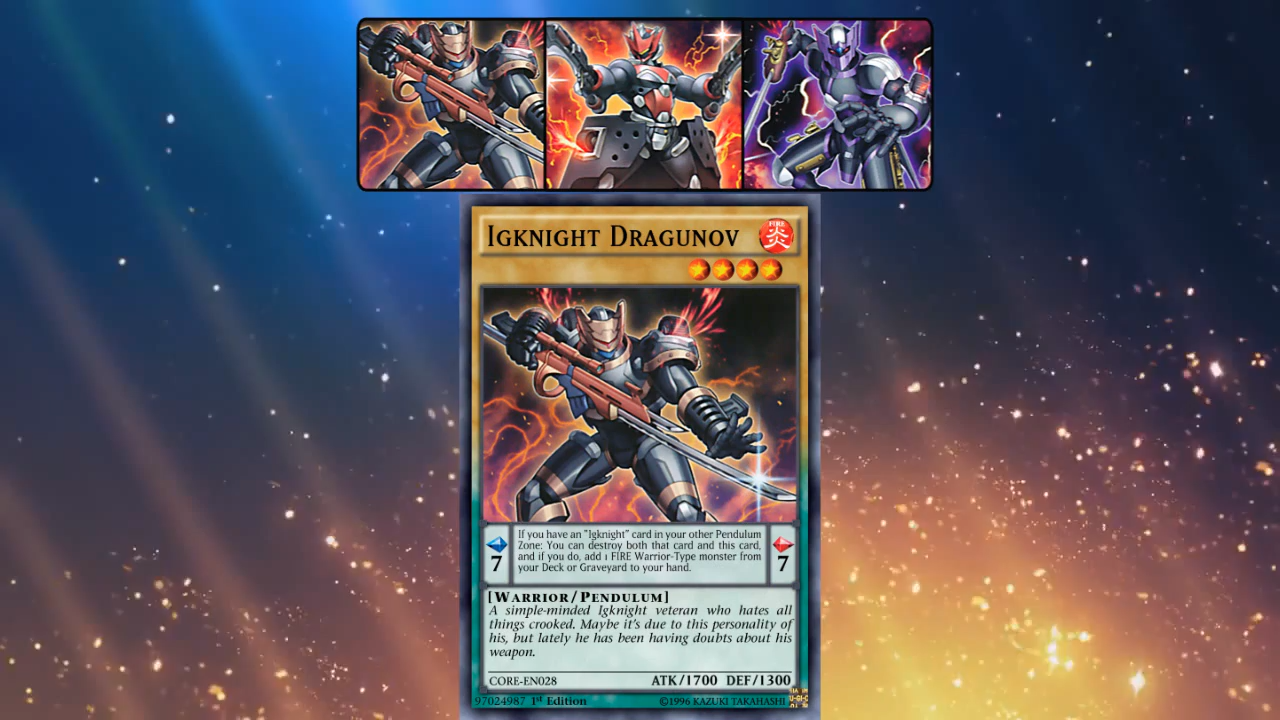 Igknight Dragunov
FIRE
炎
If you have an "Igknight" card in your other Pendulum
Zone: You can destroy both that card and this card,
and if you do, add 1 FIRE Warrior-Type monster from
your Deck or Graveyard to your hand.
7
7
[Warrior/Pendulum]
A simple-minded Igknight veteran who hates all
things crooked. Maybe it's due to this personality of
his, but lately he has been having doubts about his
weapon.
CORE-EN028
ATK/1700 DEF/1300
97024987 1st Edition
©1996 KAZUKI TAKAHASHI